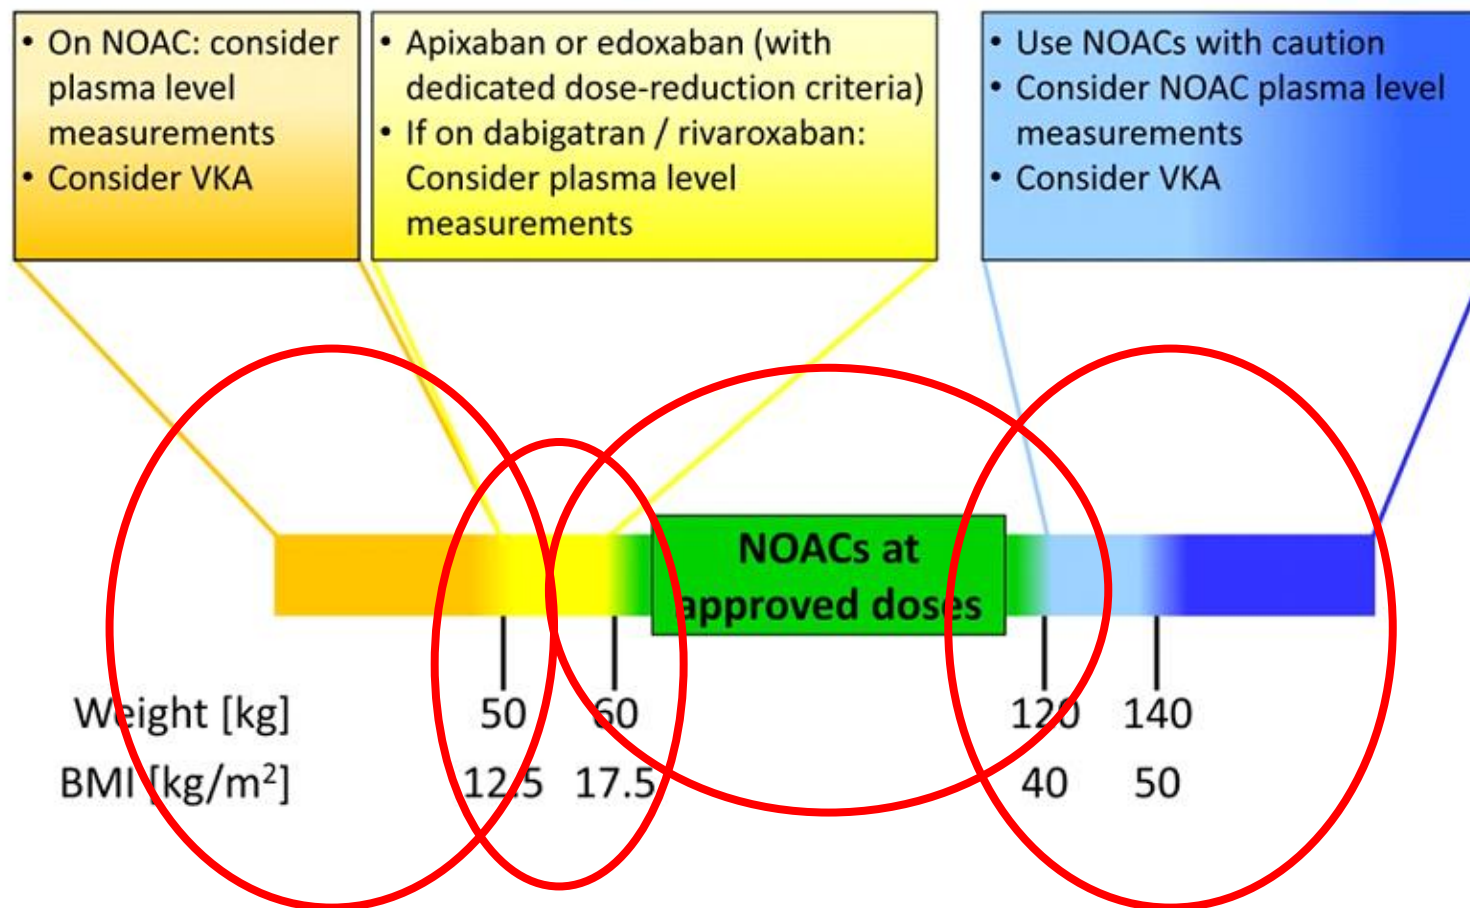 • On NOAC: consider
plasma level
measurements
• Consider VKA
• Apixaban or edoxaban (with
dedicated dose-reduction criteria)
• If on dabigatran / rivaroxaban:
Consider plasma level
measurements
• Use NOACs with caution
• Consider NOAC plasma level
measurements
• Consider VKA
NOACs at
approved doses
Weight [kg] 50 60 120 140
BMI [kg/m²] 12.5 17.5 40 50